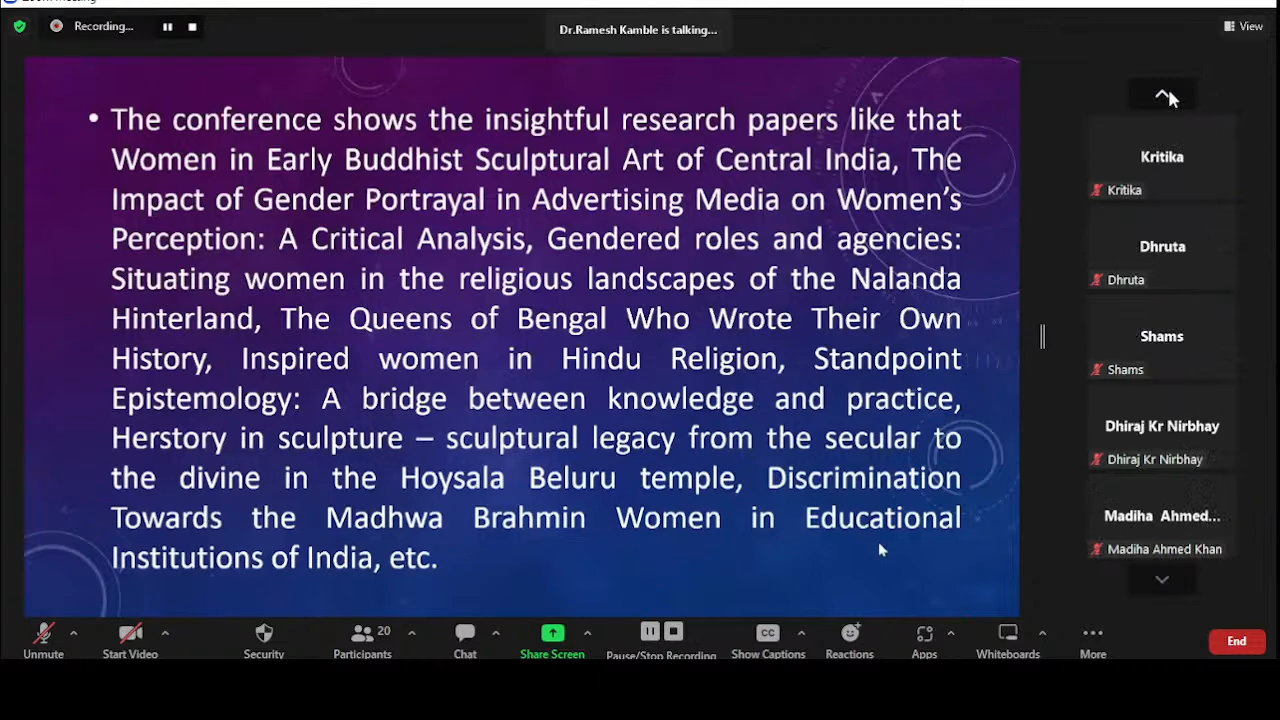 Recording...
Dr.Ramesh Kamble is talking...
View
• The conference shows the insightful research papers like that
Women in Early Buddhist Sculptural Art of Central India, The
Impact of Gender Portrayal in Advertising Media on Women's
Perception: A Critical Analysis, Gendered roles and agencies:
Situating women in the religious landscapes of the Nalanda
Hinterland, The Queens of Bengal Who Wrote Their Own
History, Inspired women in Hindu Religion, Standpoint
Epistemology: A bridge between knowledge and practice,
Herstory in sculpture – sculptural legacy from the secular to
the divine in the Hoysala Beluru temple, Discrimination
Towards the Madhwa Brahmin Women in Educational
Institutions of India, etc.
Kritika
Kritika
Dhruta
Dhruta
Shams
Shams
Dhiraj Kr Nirbhay
Dhiraj Kr Nirbhay
Madiha Ahmed...
Madiha Ahmed Khan
20
CC
Unmute
Start Video
Security
Participants
Chat
Share Screen
Pause/Stop Recording
Show Captions
Reactions
Apps
Whiteboards
More
End